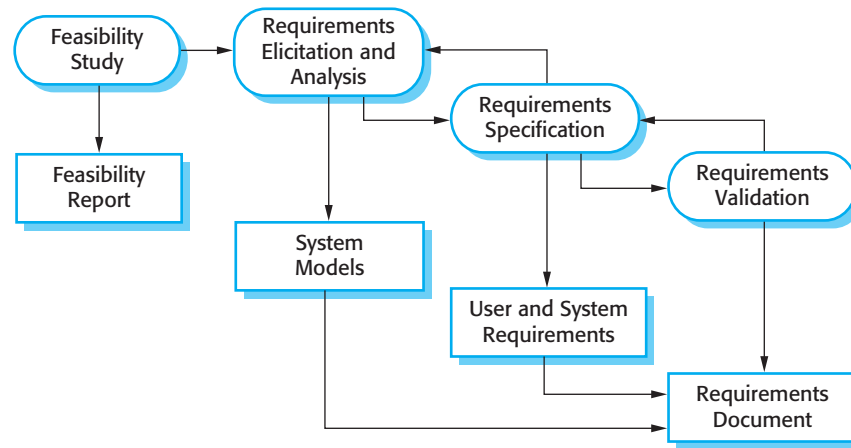 Feasibility
Study
Requirements
Elicitation and
Analysis
Requirements
Specification
Requirements
Validation
Feasibility
Report
System
Models
User and System
Requirements
Requirements
Document